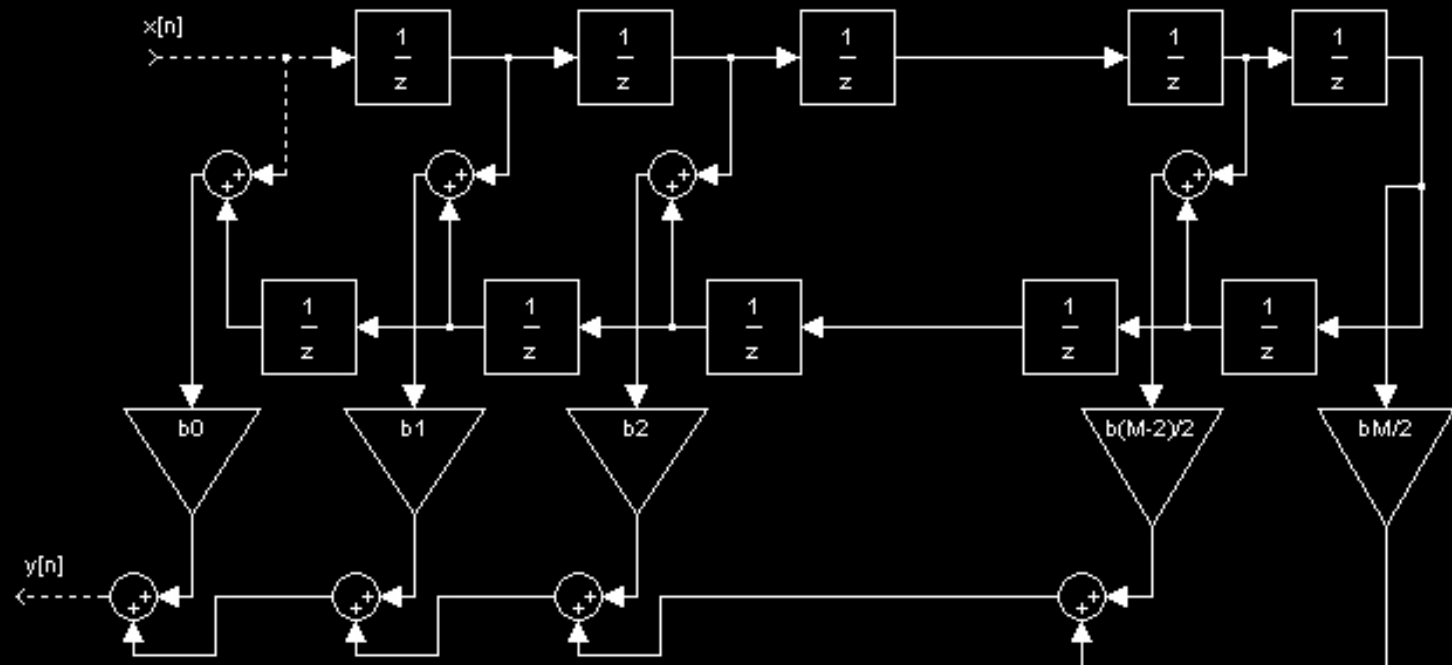 x[n]
1
z
1
z
1
z
1
z
1
z
+
+
+
+
+
+
+
+
1
z
1
z
1
z
1
z
1
z
b0
b1
b2
b(M-2)/2
bM/2
y[n]
+
+
+
+
+
+
+
+